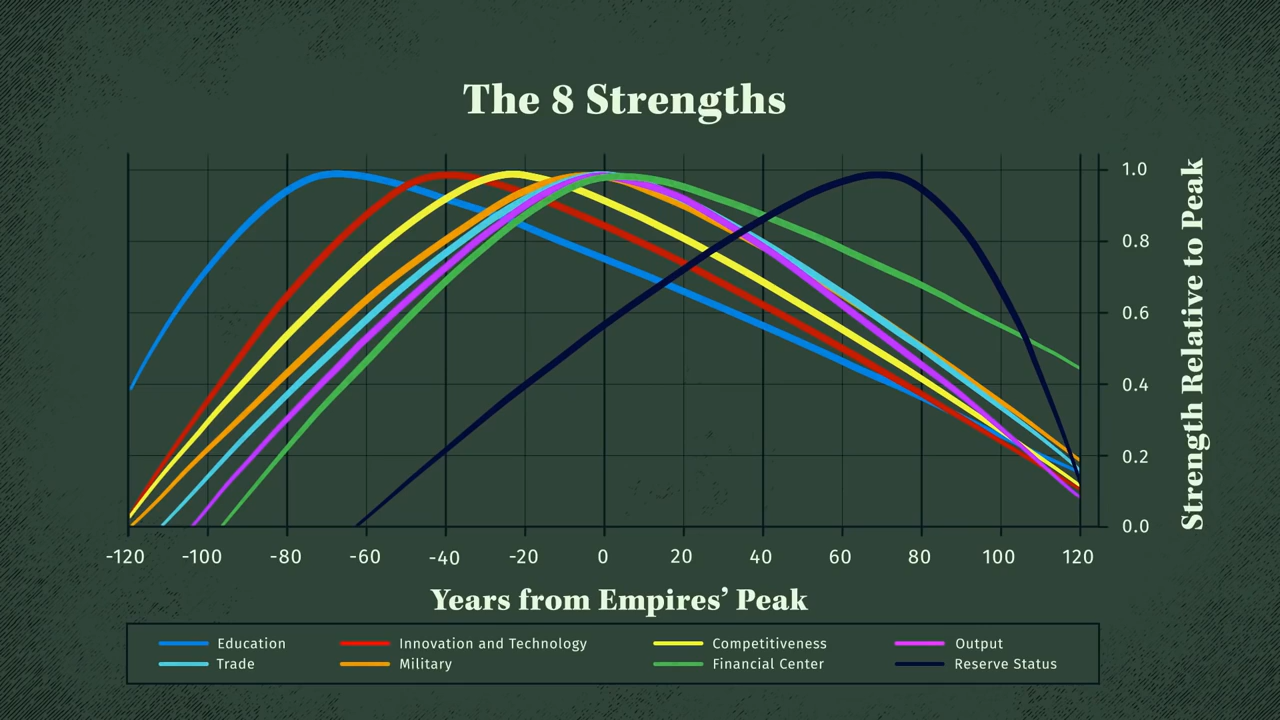 The 8 Strengths
1.0
0.8
0.6
0.4
0.2
0.0
Strength Relative to Peak
-120 -100 -80 -60 -40 -20 0 20 40 60 80 100 120
Years from Empires’ Peak
Education Innovation and Technology Competitiveness Output
Trade Military Financial Center Reserve Status